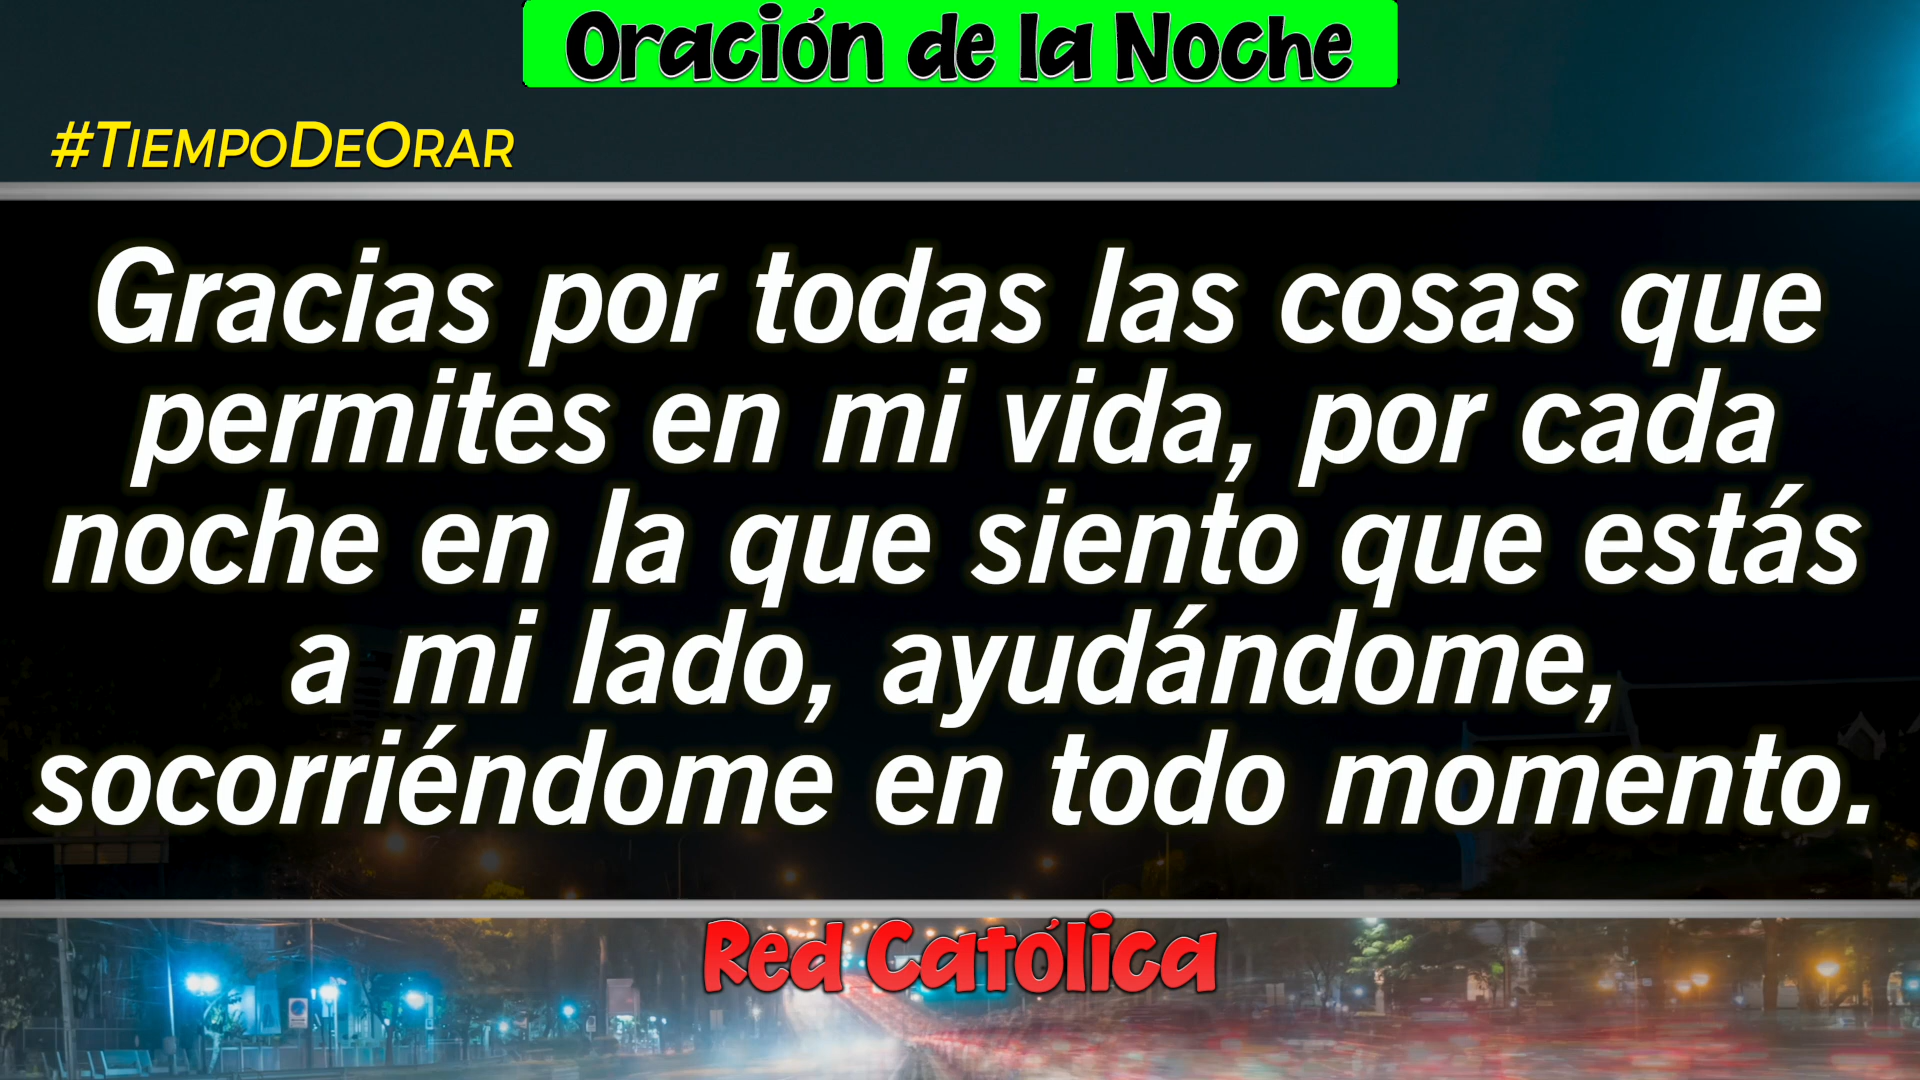 Oración de la Noche
#TiempoDeOrar
Gracias por todas las cosas que
permites en mi vida, por cada
noche en la que siento que estás
a mi lado, ayudándome,
socorriéndome en todo momento.
Red Católica